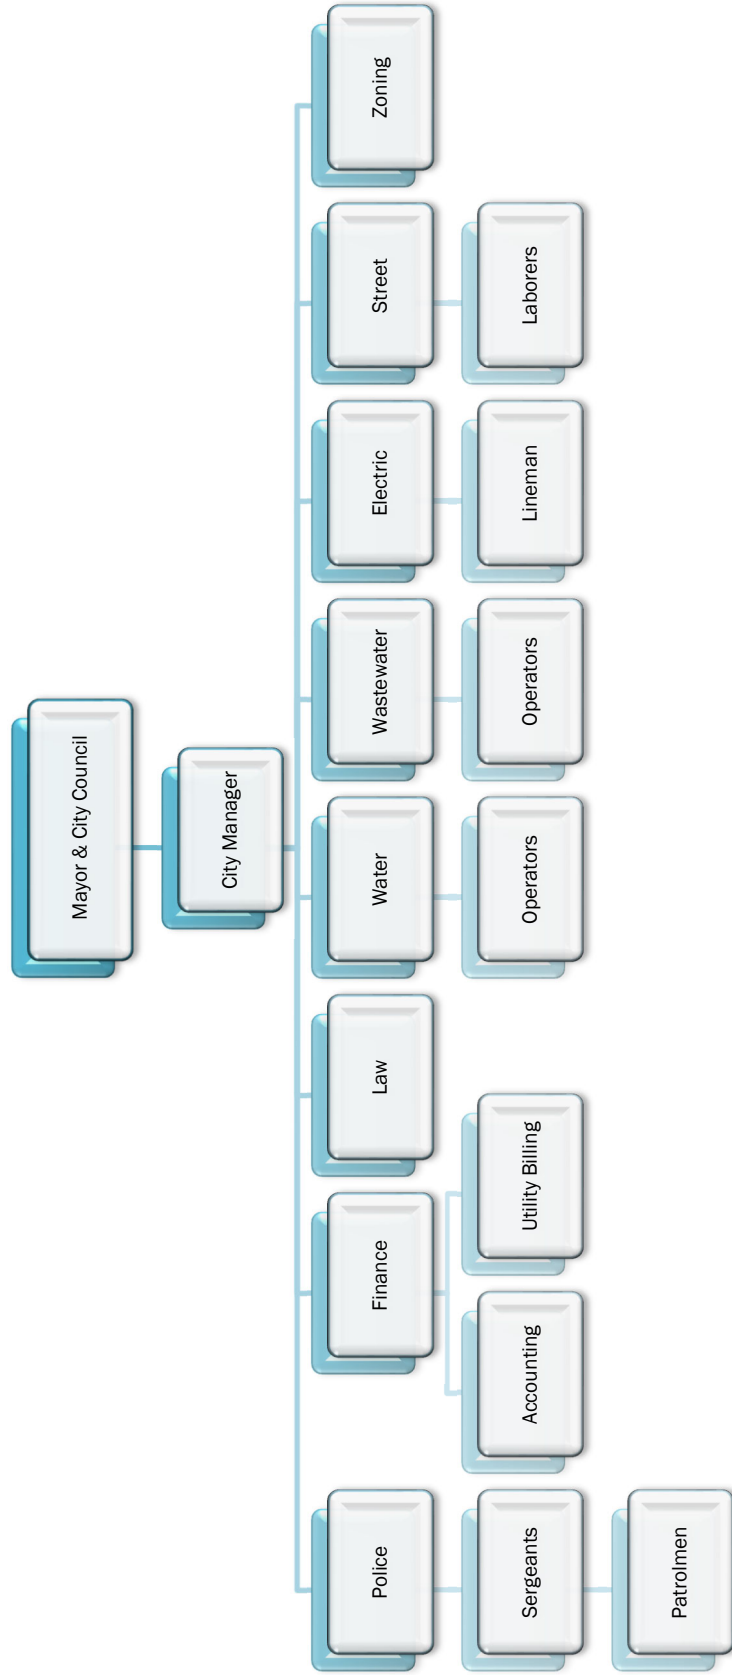 Mayor & City Council
City Manager
Police
Finance
Law
Water
Wastewater
Electric
Street
Zoning
Sergeants
Accounting
Utility Billing
Operators
Operators
Lineman
Laborers
Patrolmen